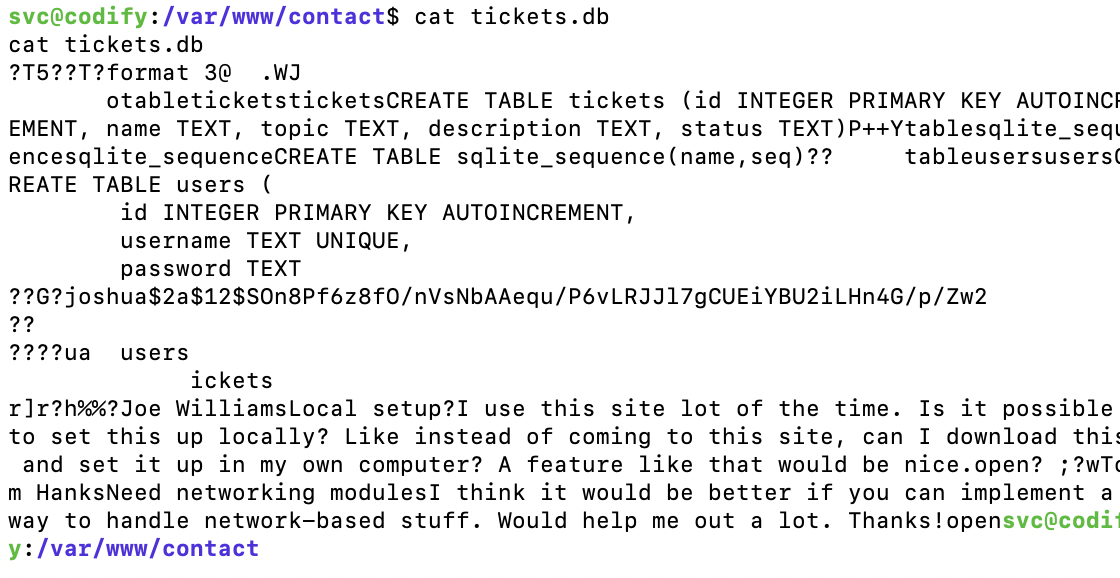 svc@codify:/var/www/contact$ cat tickets.db
cat tickets.db
?T5??T?format 3@  .WJ
       otableticketsticketsCREATE TABLE tickets (id INTEGER PRIMARY KEY AUTOINCR
EMENT, name TEXT, topic TEXT, description TEXT, status TEXT)P++Ytablesqlite_sequ
encesqlite_sequenceCREATE TABLE sqlite_sequence(name,seq)??     tableusersusersC
REATE TABLE users (
        id INTEGER PRIMARY KEY AUTOINCREMENT,
        username TEXT UNIQUE,
        password TEXT
??G?joshua$2a$12$SOn8Pf6z8fO/nVsNbAAequ/P6vLRJJl7gCUEiYBU2iLHn4G/p/Zw2
??
????ua  users
             ickets
r]r?h%%?Joe WilliamsLocal setup?I use this site lot of the time. Is it possible
to set this up locally? Like instead of coming to this site, can I download this
 and set it up in my own computer? A feature like that would be nice.open? ;?wTo
m HanksNeed networking modulesI think it would be better if you can implement a
way to handle network-based stuff. Would help me out a lot. Thanks!opensvc@codif
y:/var/www/contact